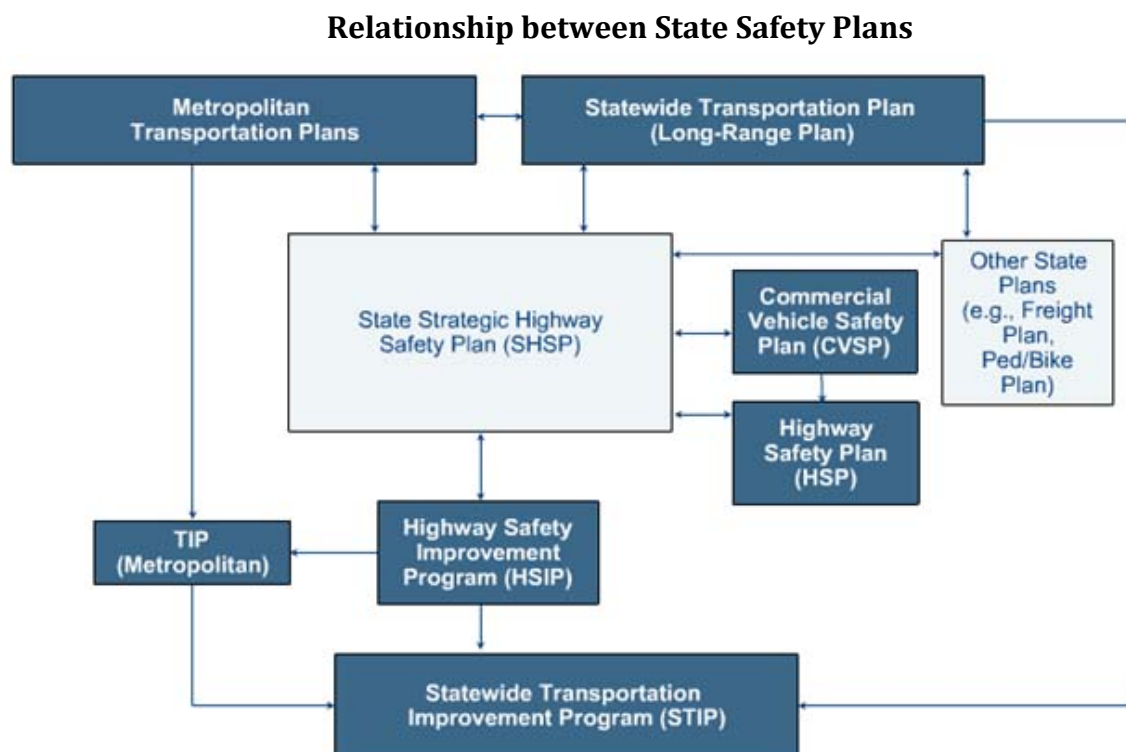 Relationship between State Safety Plans
Metropolitan
Transportation Plans
Statewide Transportation Plan
(Long-Range Plan)
State Strategic Highway
Safety Plan (SHSP)
Commercial
Vehicle Safety
Plan (CVSP)
Other State
Plans
(e.g., Freight
Plan,
Ped/Bike
Plan)
Highway
Safety Plan
(HSP)
TIP
(Metropolitan)
Highway Safety
Improvement
Program (HSIP)
Statewide Transportation
Improvement Program (STIP)